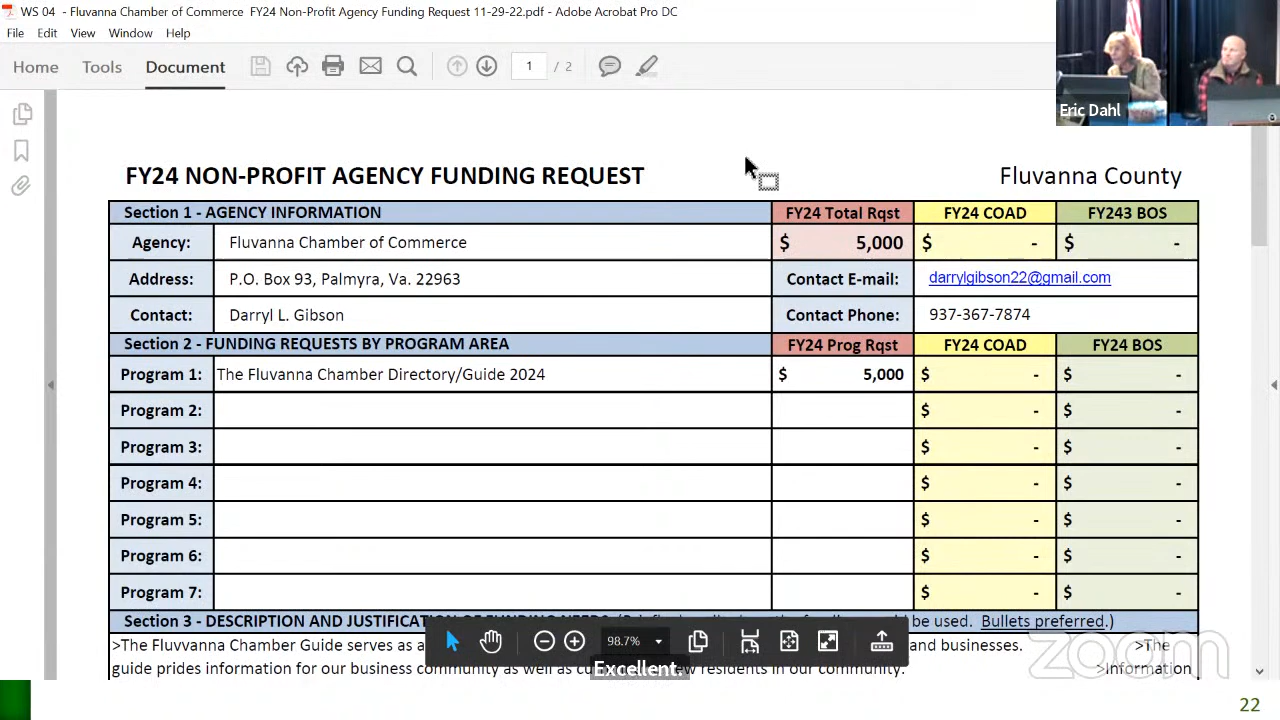 WS 04 - Fluvanna Chamber of Commerce FY24 Non-Profit Agency Funding Request 11-29-22.pdf - Adobe Acrobat Pro DC
File Edit View Window Help
Home Tools Document 1 / 2
Eric Dahl
FY24 NON-PROFIT AGENCY FUNDING REQUEST Fluvanna County
Section 1 - AGENCY INFORMATION FY24 Total Rqst FY24 COAD FY243 BOS
Agency: Fluvanna Chamber of Commerce $ 5,000 $ - $ -
Address: P.O. Box 93, Palmyra, Va. 22963 Contact E-mail: darrylgibson22@gmail.com
Contact: Darryl L. Gibson Contact Phone: 937-367-7874
Section 2 - FUNDING REQUESTS BY PROGRAM AREA FY24 Prog Rqst FY24 COAD FY24 BOS
Program 1: The Fluvanna Chamber Directory/Guide 2024 $ 5,000 $ - $ -
Program 2: $ - $ -
Program 3: $ - $ -
Program 4: $ - $ -
Program 5: $ - $ -
Program 6: $ - $ -
Program 7: $ - $ -
Section 3 - DESCRIPTION AND JUSTIFICATION OF FUNDING NEEDS be used. Bullets preferred.)
>The Fluvvanna Chamber Guide serves as a and businesses. >The
guide prides information for our business community as well as residents in our community. >Information
98.7%
Excellent.
zoom
22